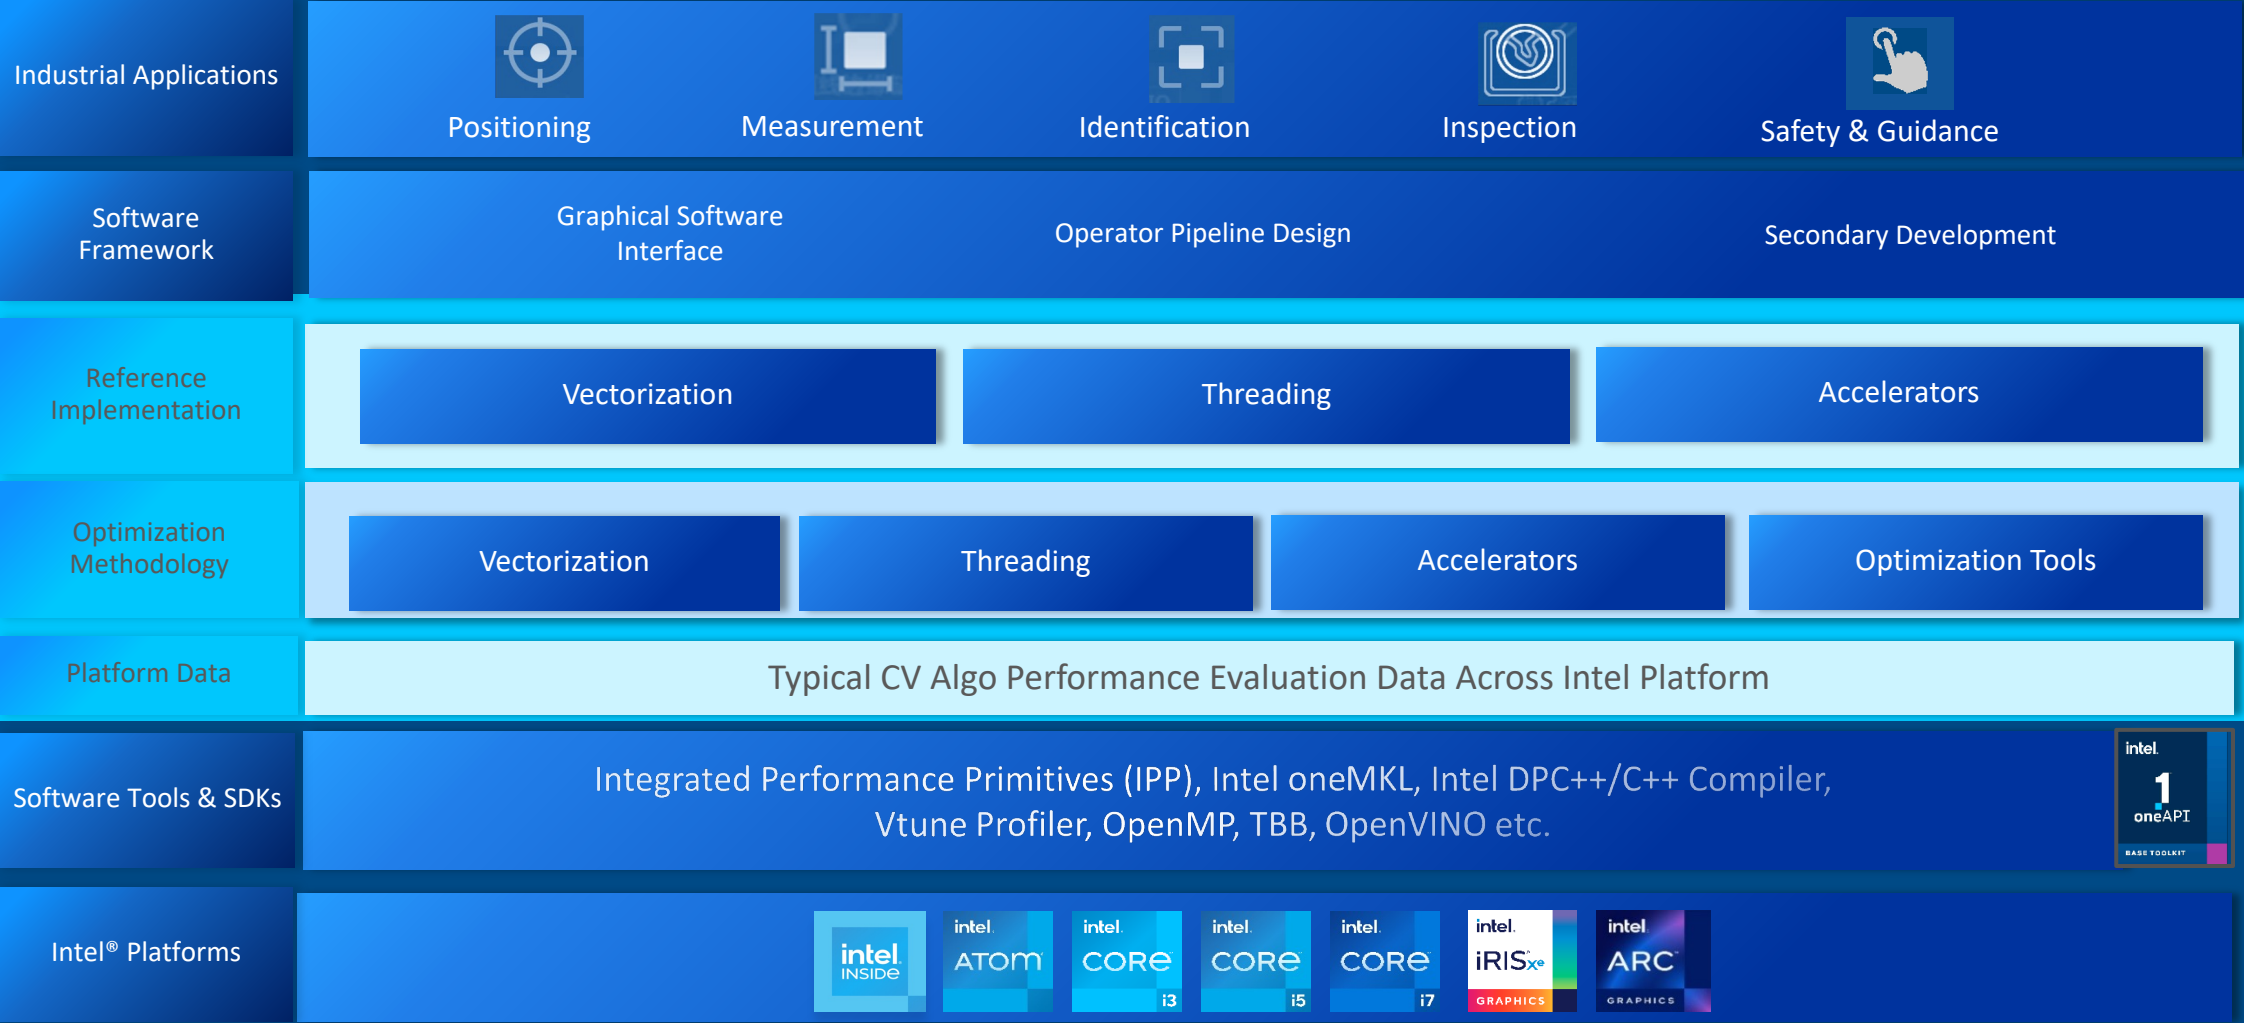 Industrial Applications
Positioning
Measurement
Identification
Inspection
Safety & Guidance
Software
Framework
Graphical Software
Interface
Operator Pipeline Design
Secondary Development
Reference
Implementation
Vectorization
Threading
Accelerators
Optimization
Methodology
Vectorization
Threading
Accelerators
Optimization Tools
Platform Data
Typical CV Algo Performance Evaluation Data Across Intel Platform
Software Tools & SDKs
Integrated Performance Primitives (IPP), Intel oneMKL, Intel DPC++/C++ Compiler,
Vtune Profiler, OpenMP, TBB, OpenVINO etc.
intel.
1
oneAPI
BASE TOOLKIT
Intel® Platforms
intel.
INSIDE
intel.
ATOM
intel.
CORE
i3
intel.
CORE
i5
intel.
CORE
i7
intel.
iRISxe
GRAPHICS
intel
ARC
GRAPHICS